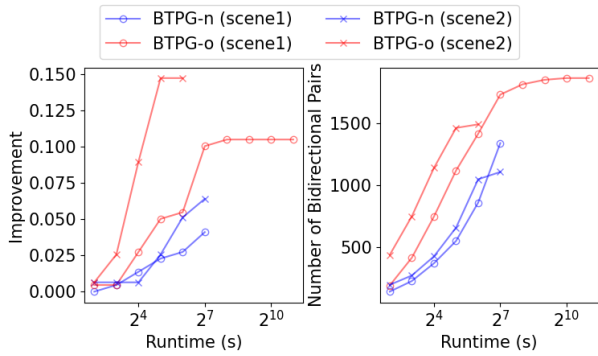 BTPG-n (scene1) BTPG-n (scene2)
BTPG-o (scene1) BTPG-o (scene2)
0.150
0.125
0.100
0.075
0.050
0.025
0.000
Improvement
2^4 2^7 2^10
Runtime (s)
1500
1000
500
Number of Bidirectional Pairs
2^4 2^7 2^10
Runtime (s)